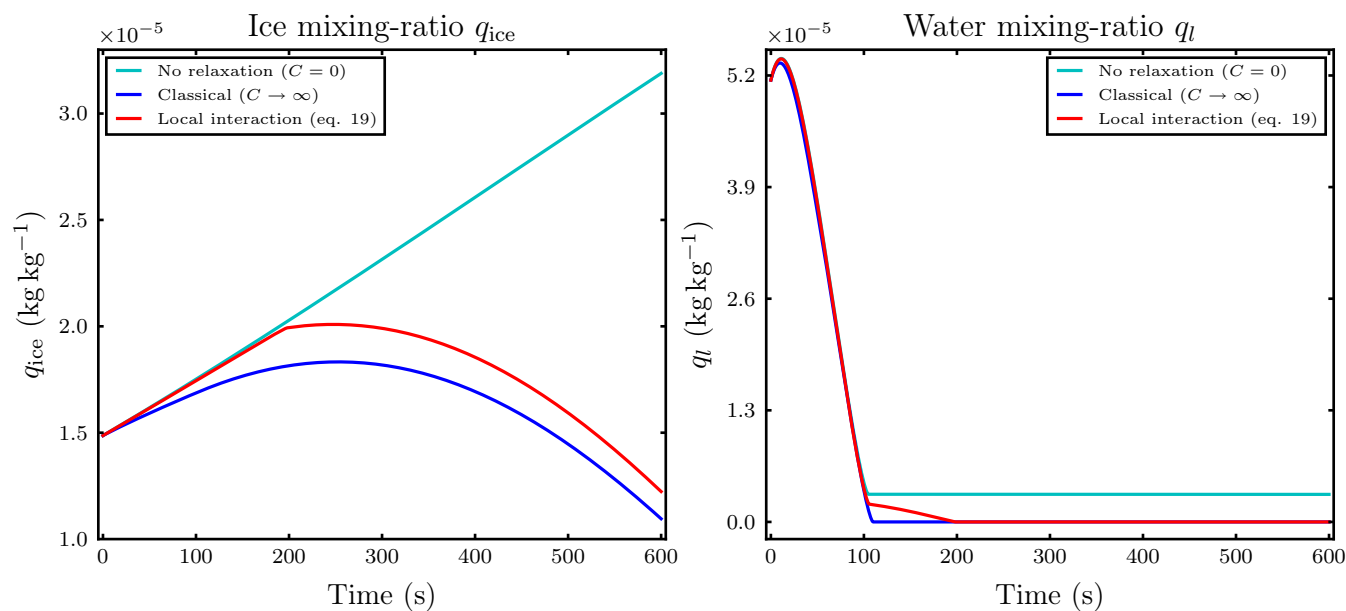 Ice mixing-ratio q_ice
×10⁻⁵
No relaxation (C = 0)
Classical (C → ∞)
Local interaction (eq. 19)
q_ice (kg kg⁻¹)
3.0
2.5
2.0
1.5
1.0
0 100 200 300 400 500 600
Time (s)
Water mixing-ratio q_l
×10⁻⁵
No relaxation (C = 0)
Classical (C → ∞)
Local interaction (eq. 19)
q_l (kg kg⁻¹)
5.2
3.9
2.6
1.3
0.0
0 100 200 300 400 500 600
Time (s)